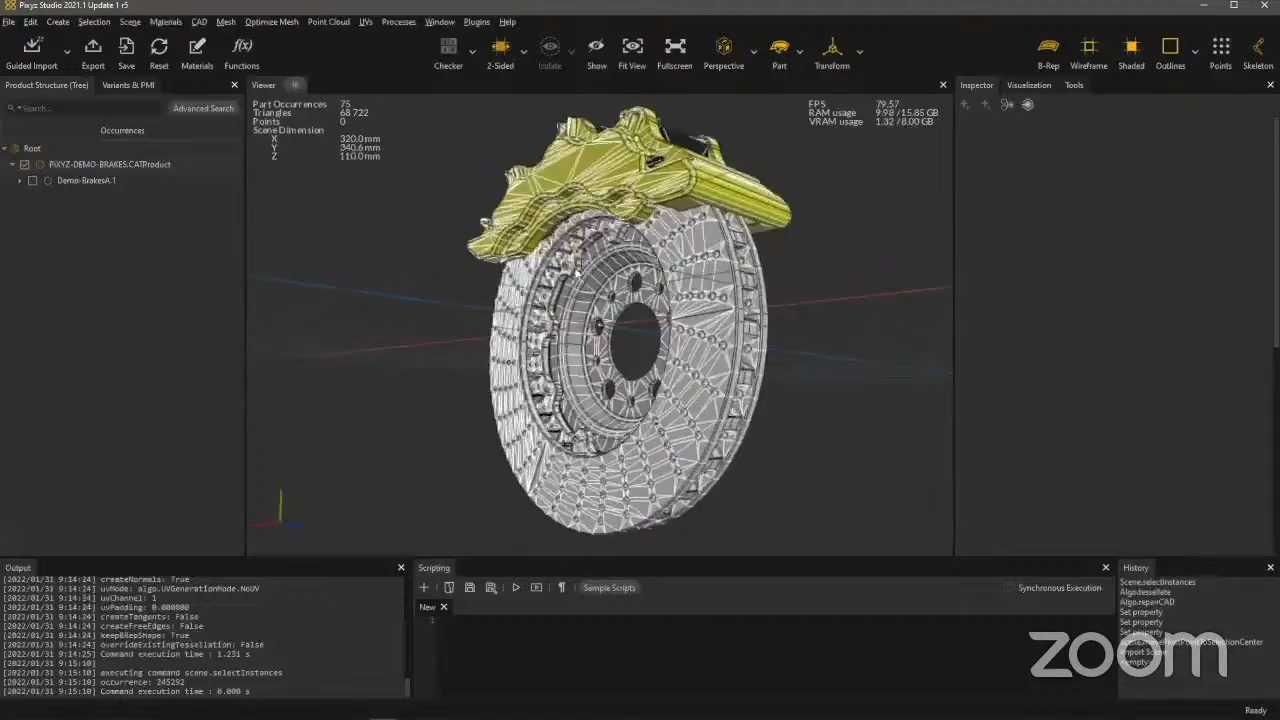 Pixyz Studio 2021.1 Update 1 r5
File Edit Create Selection Scene Materials CAD Mesh Optimize Mesh Point Cloud UVs Processes Window Plugins Help
Guided Import Export Save Reset Materials f(x) Functions Checker 2-Sided Isolate Show Fit View Fullscreen Perspective Part Transform B-Rep Wireframe Shaded Outlines Points Skeleton
Product Structure (Tree) Variants & PMI
Search... Advanced Search
Occurrences
Root
PIXYZ-DEMO-BRAKES.CATProduct
Demo-BrakesA.1
Viewer
Part Occurrences 75
Triangles 68 722
Points 0
Scene Dimension
X 320.0mm
Y 340.6mm
Z 110.0mm
FPS 79.57
RAM usage 9.98 / 15.85 GB
VRAM usage 1.32 / 8.00 GB
Inspector Visualization Tools
Output
[2022/01/31 9:14:24] createNormals: True
[2022/01/31 9:14:24] uvMode: algo.UVGenerationMode.NoUV
[2022/01/31 9:14:24] uvChannel: 1
[2022/01/31 9:14:24] uvPadding: 0.000000
[2022/01/31 9:14:24] createTangents: False
[2022/01/31 9:14:24] createFreeEdges: False
[2022/01/31 9:14:24] keepBRepShape: True
[2022/01/31 9:14:24] overrideExistingTessellation: False
[2022/01/31 9:14:25] Command execution time : 1.231 s
[2022/01/31 9:15:10]
[2022/01/31 9:15:10] executing command scene.selectInstances
[2022/01/31 9:15:10] occurrence: 245292
[2022/01/31 9:15:10] Command execution time : 0.000 s
Scripting
Sample Scripts
Synchronous Execution
New
1
History
Scene.selectInstances
Algo.tessellate
Algo.repairCAD
Set property
Set property
Set property
Scene.movePivotPointToSelectionCenter
Import Scene
<empty>
zoom
Ready